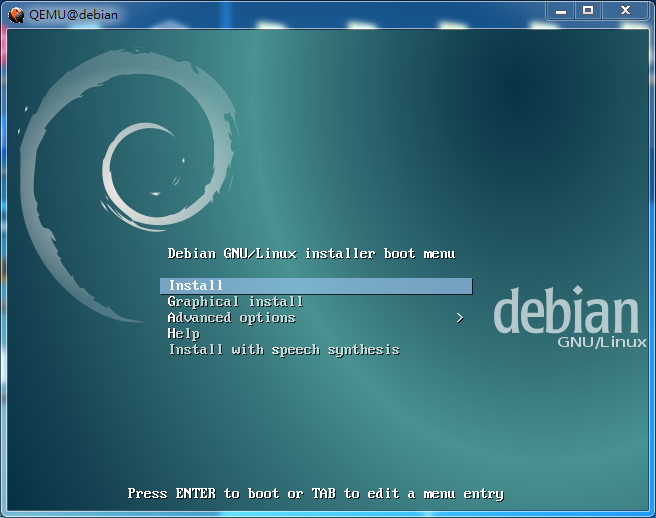 QEMU@debian
Debian GNU/Linux installer boot menu
Install
Graphical install
Advanced options >
Help
Install with speech synthesis
debian
GNU/Linux
Press ENTER to boot or TAB to edit a menu entry